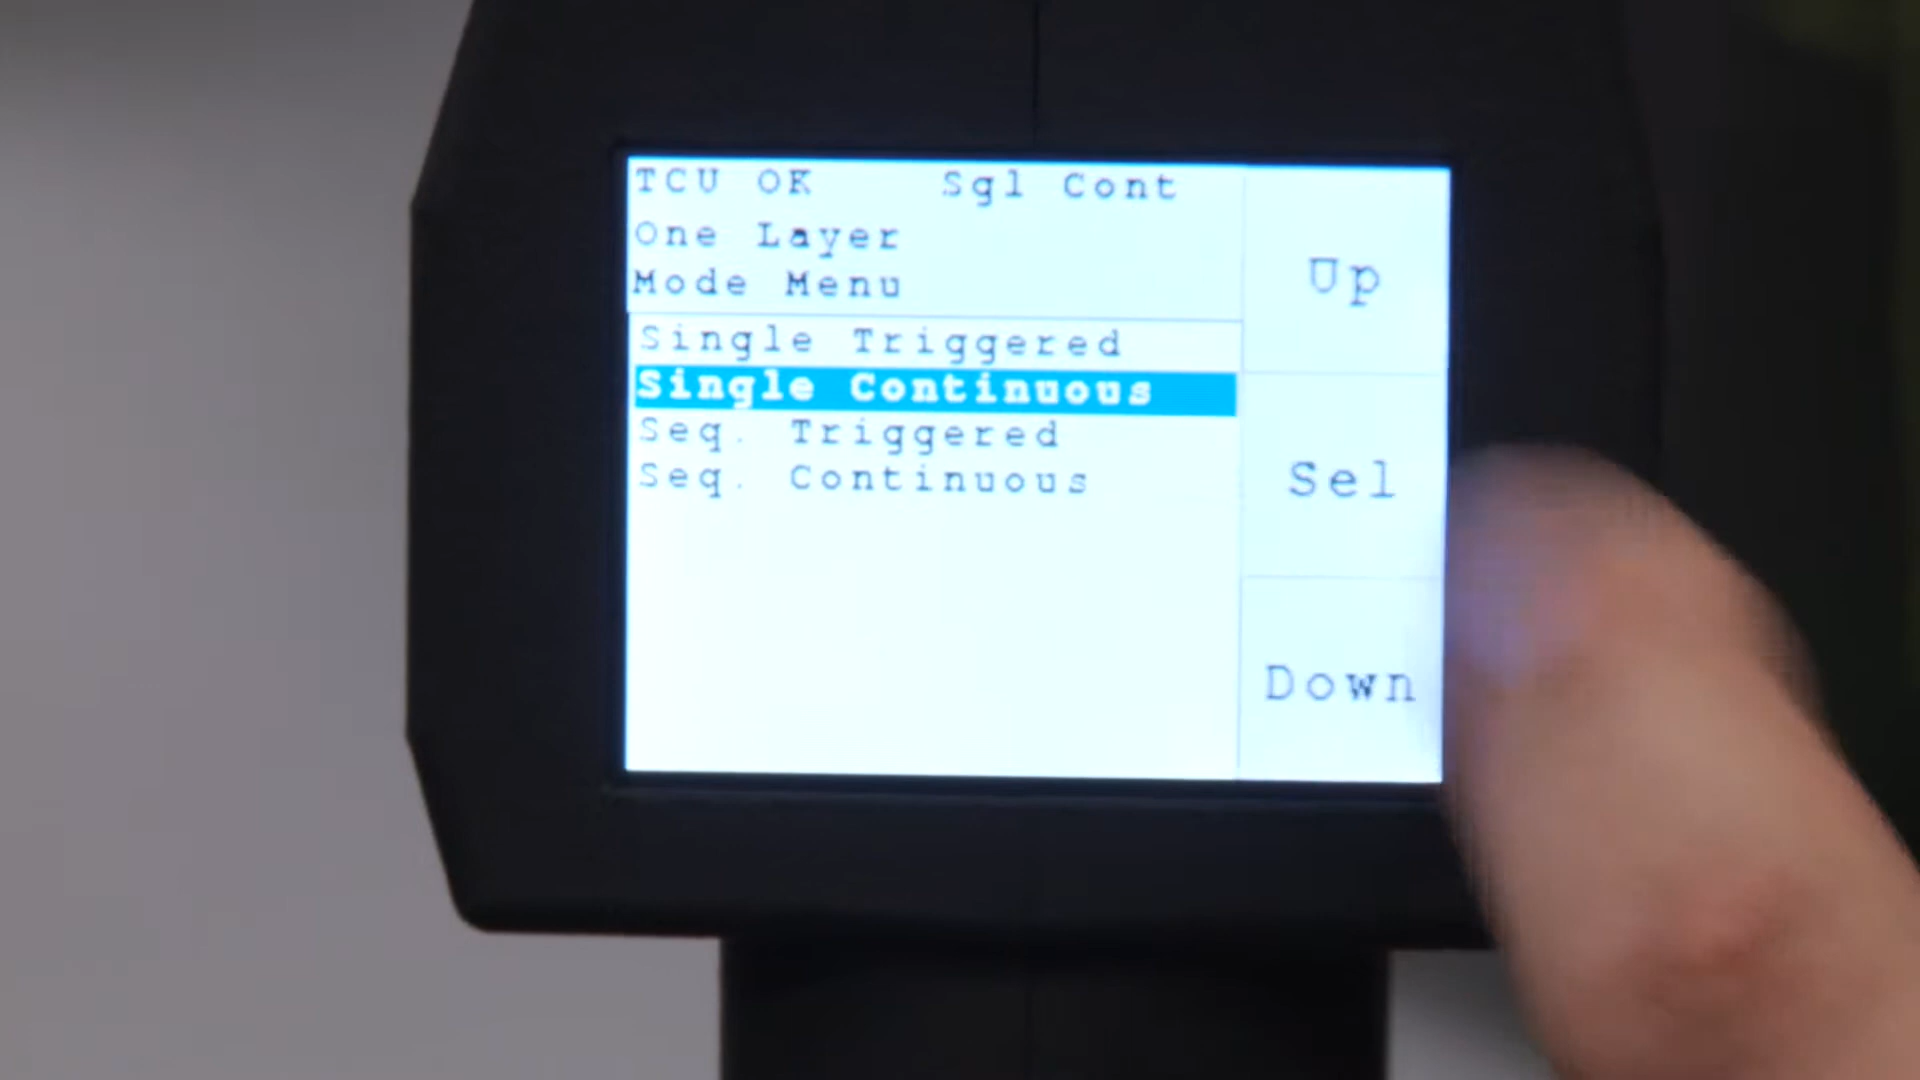 TCU OK Sgl Cont
One Layer
Mode Menu
Single Triggered
Single Continuous
Seq. Triggered
Seq. Continuous
Up
Sel
Down